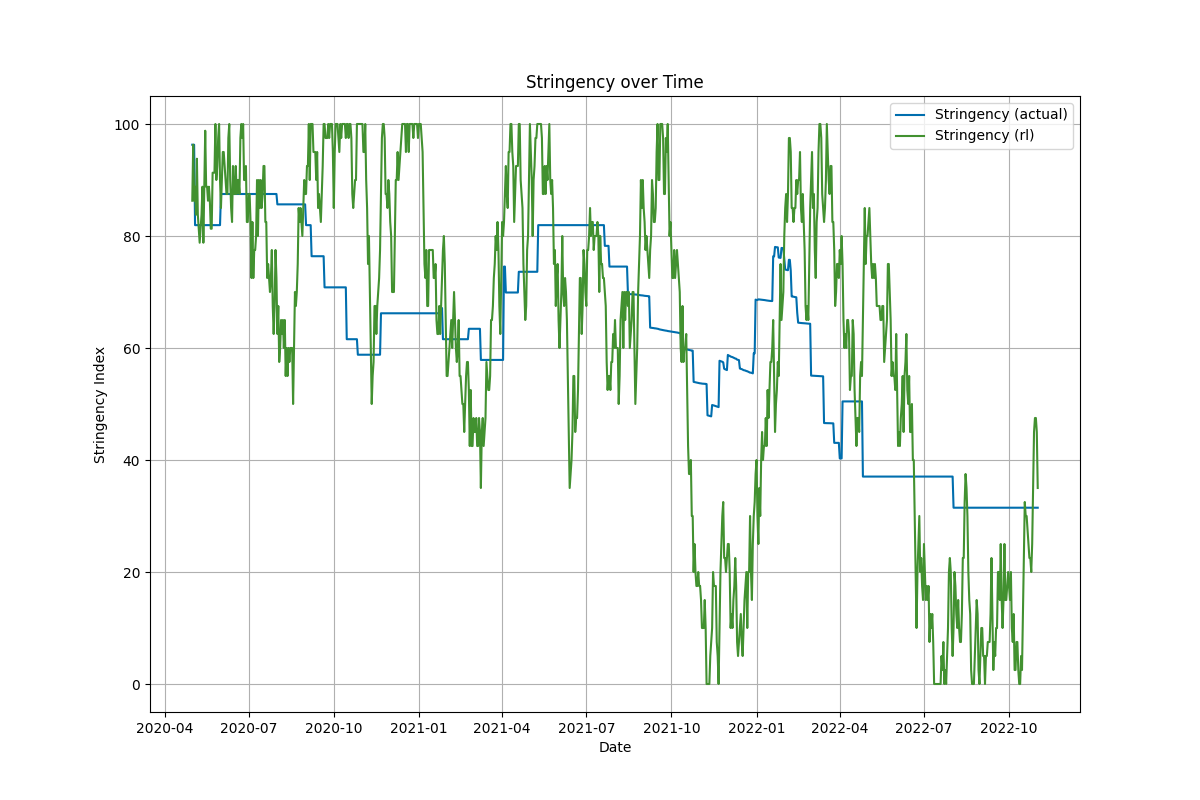 Stringency over Time
Stringency (actual)
Stringency (rl)
Stringency Index
100
80
60
40
20
0
2020-04 2020-07 2020-10 2021-01 2021-04 2021-07 2021-10 2022-01 2022-04 2022-07 2022-10
Date